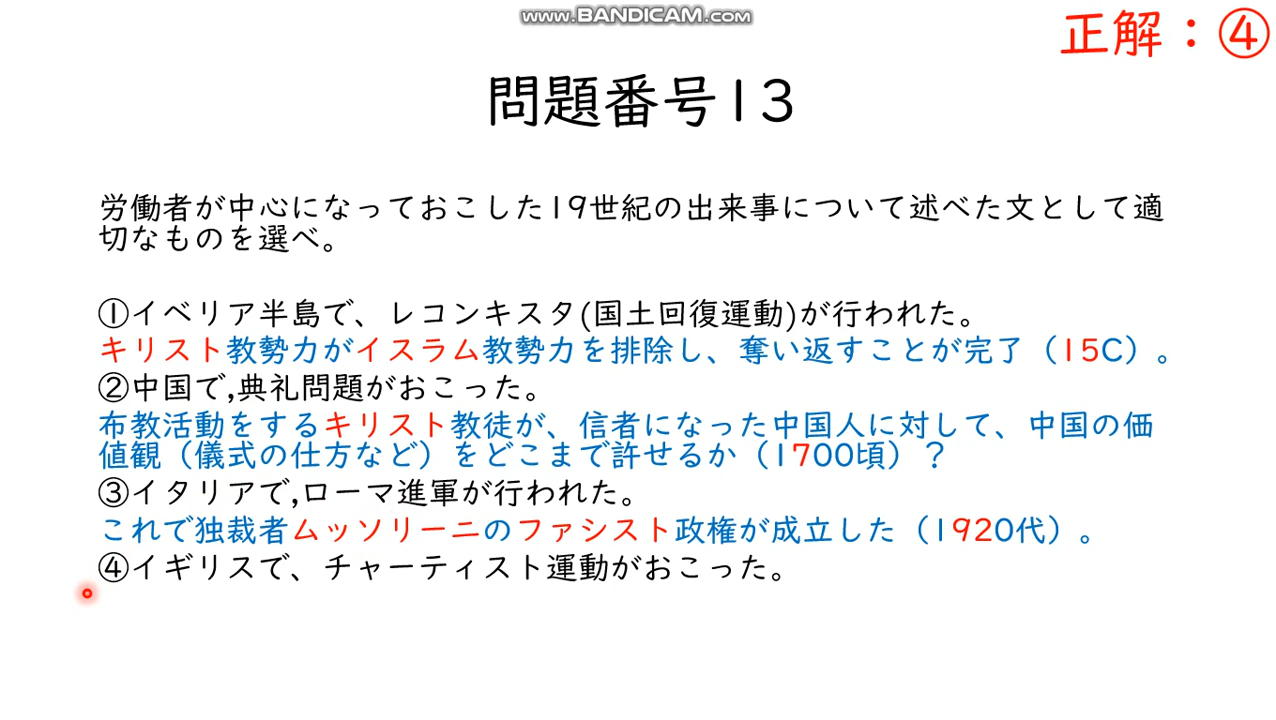 www.BANDICAM.com
正解：④
問題番号13
労働者が中心になっておこした19世紀の出来事について述べた文として適
切なものを選べ。
①イベリア半島で、レコンキスタ(国土回復運動)が行われた。
キリスト教勢力がイスラム教勢力を排除し、奪い返すことが完了（15C）。
②中国で,典礼問題がおこった。
布教活動をするキリスト教徒が、信者になった中国人に対して、中国の価
値観（儀式の仕方など）をどこまで許せるか（1700頃）？
③イタリアで,ローマ進軍が行われた。
これで独裁者ムッソリーニのファシスト政権が成立した（1920代）。
④イギリスで、チャーティスト運動がおこった。